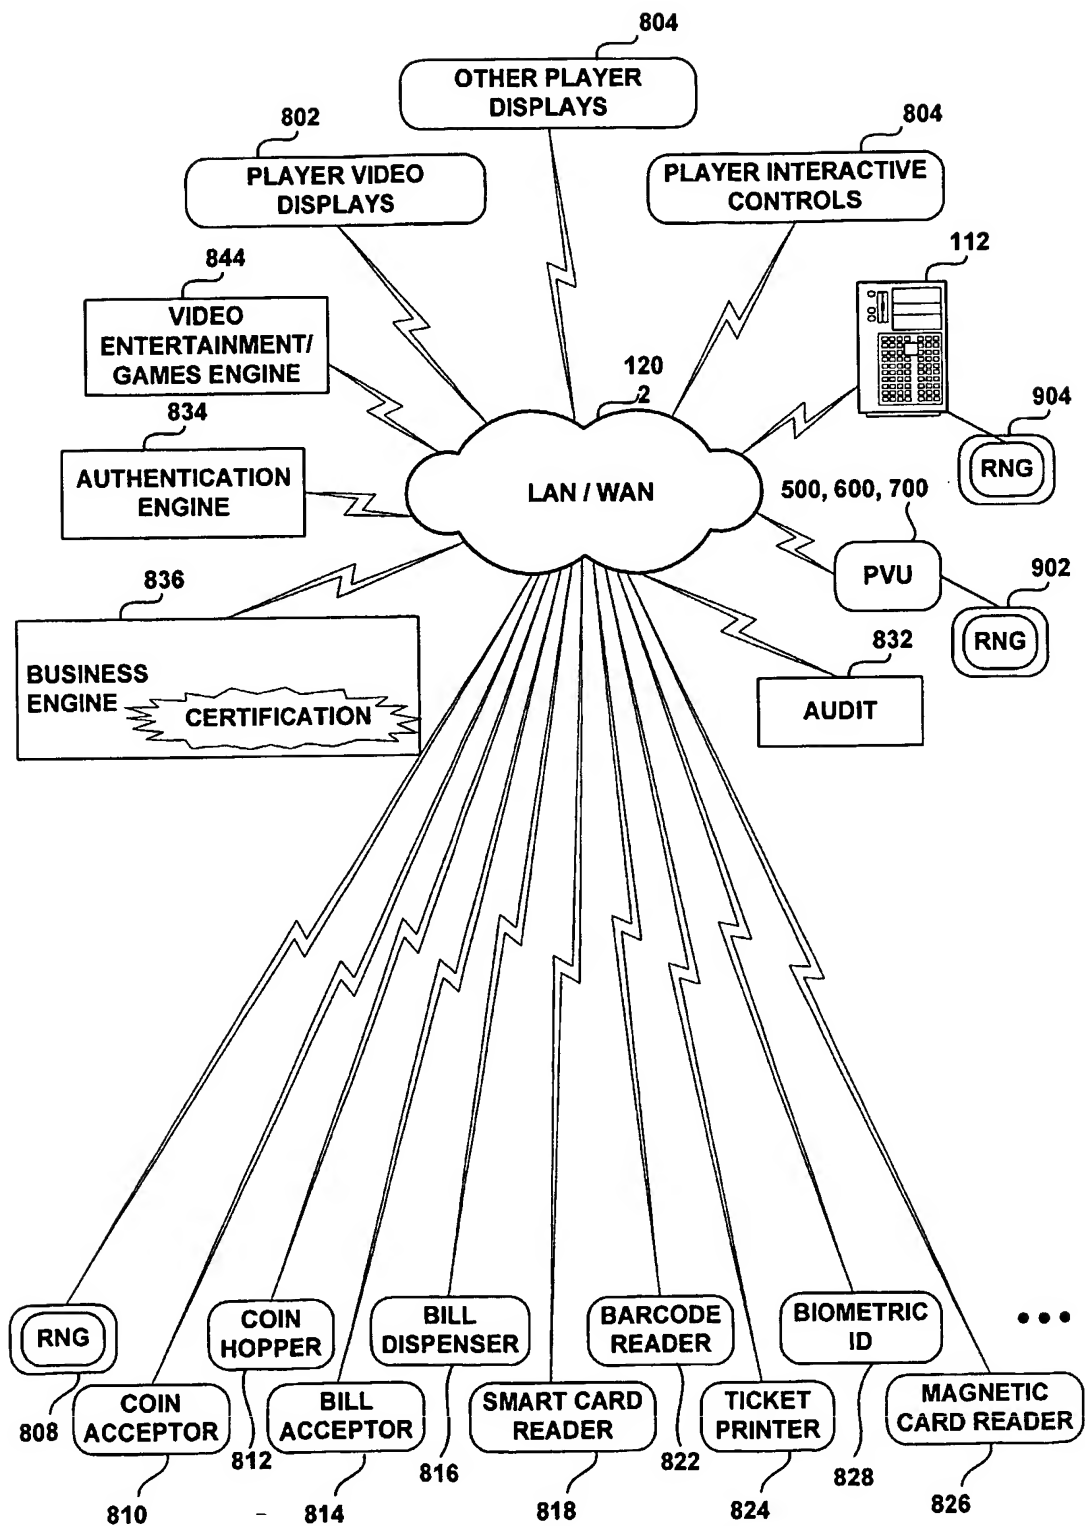 804
OTHER PLAYER
DISPLAYS
802
PLAYER VIDEO
DISPLAYS
804
PLAYER INTERACTIVE
CONTROLS
844
VIDEO
ENTERTAINMENT/
GAMES ENGINE
112
120
2
904
RNG
834
AUTHENTICATION
ENGINE
LAN / WAN
500, 600, 700
PVU
902
RNG
836
BUSINESS
ENGINE
CERTIFICATION
832
AUDIT
RNG
808
COIN
ACCEPTOR
810
COIN
HOPPER
812
BILL
ACCEPTOR
814
BILL
DISPENSER
816
SMART CARD
READER
818
BARCODE
READER
822
TICKET
PRINTER
824
BIOMETRIC
ID
828
MAGNETIC
CARD READER
826
•••